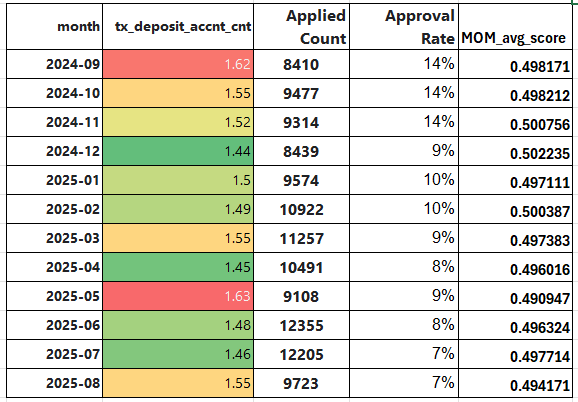 month tx_deposit_accnt_cnt Applied Count Approval Rate MOM_avg_score
2024-09 1.62 8410 14% 0.498171
2024-10 1.55 9477 14% 0.498212
2024-11 1.52 9314 14% 0.500756
2024-12 1.44 8439 9% 0.502235
2025-01 1.5 9574 10% 0.497111
2025-02 1.49 10922 10% 0.500387
2025-03 1.55 11257 9% 0.497383
2025-04 1.45 10491 8% 0.496016
2025-05 1.63 9108 9% 0.490947
2025-06 1.48 12355 8% 0.496324
2025-07 1.46 12205 7% 0.497714
2025-08 1.55 9723 7% 0.494171